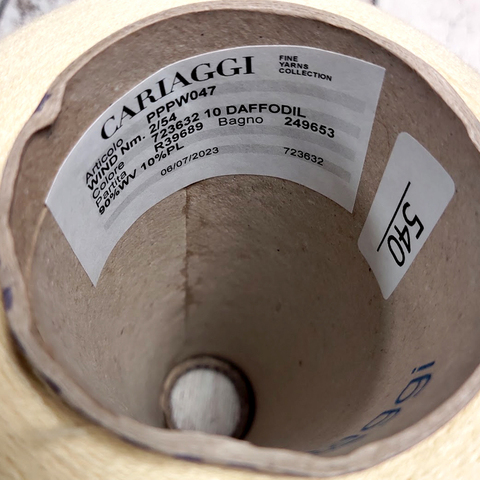 CARIAGGI
FINE
YARNS
COLLECTION
Articolo PPPW047
WIND Nm. 2/54
Colore 723632 10 DAFFODIL
Partita R39689 Bagno 249653
90%WV 10%PL
06/07/2023 723632
540